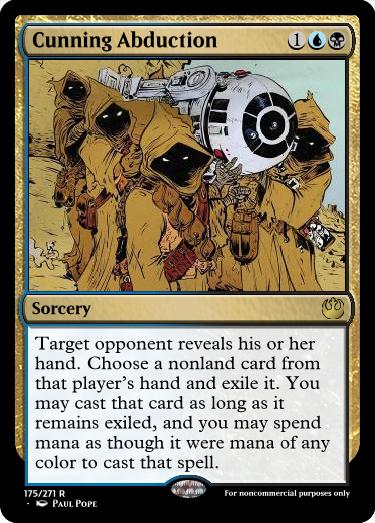 Cunning Abduction 1
Sorcery
Target opponent reveals his or her
hand. Choose a nonland card from
that player's hand and exile it. You
may cast that card as long as it
remains exiled, and you may spend
mana as though it were mana of any
color to cast that spell.
175/271 R
For noncommercial purposes only
· Paul Pope